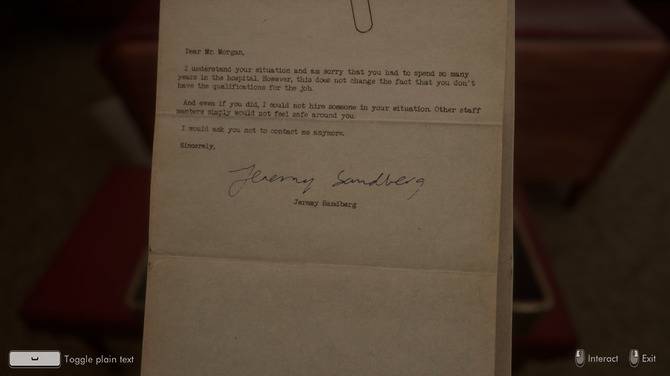 Dear Mr. Morgan,
I understand your situation and am sorry that you had to spend so many
years in the hospital. However, this does not change the fact that you don't
have the qualifications for the job.
And even if you did, I could not hire someone in your situation. Other staff
members simply would not feel safe around you.
I would ask you not to contact me anymore.
Sincerely,
Jeremy Sandberg
Jeremy Sandberg
Toggle plain text
Interact
Exit